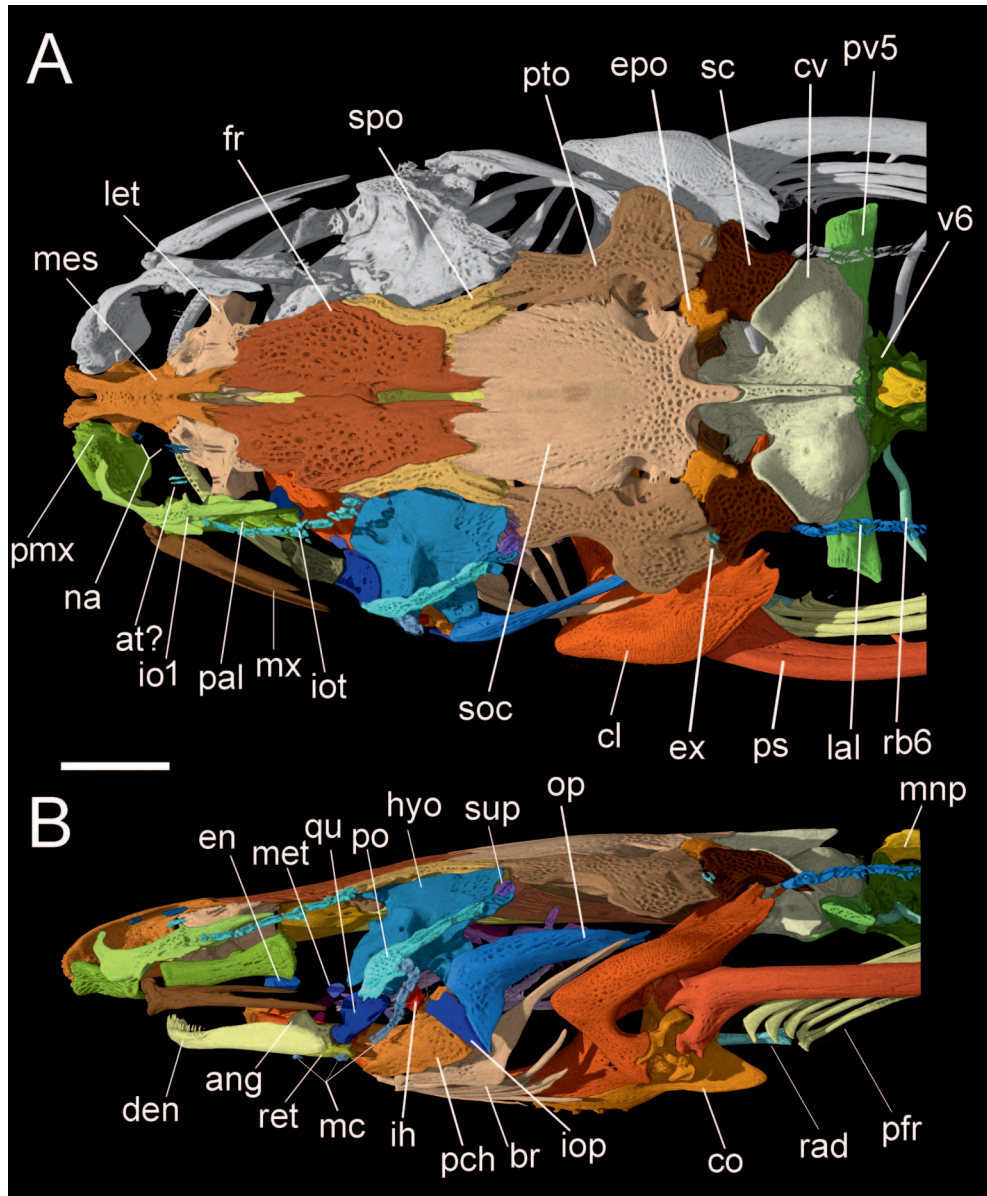 A
pto
epo
sc
cv
pv5
spo
fr
let
mes
v6
pmx
na
at?
io1
pal
mx
iot
soc
cl
ex
ps
lal
rb6
B
en
met
qu
po
hyo
sup
op
mnp
den
ang
ret
mc
ih
pch
br
iop
co
rad
pfr